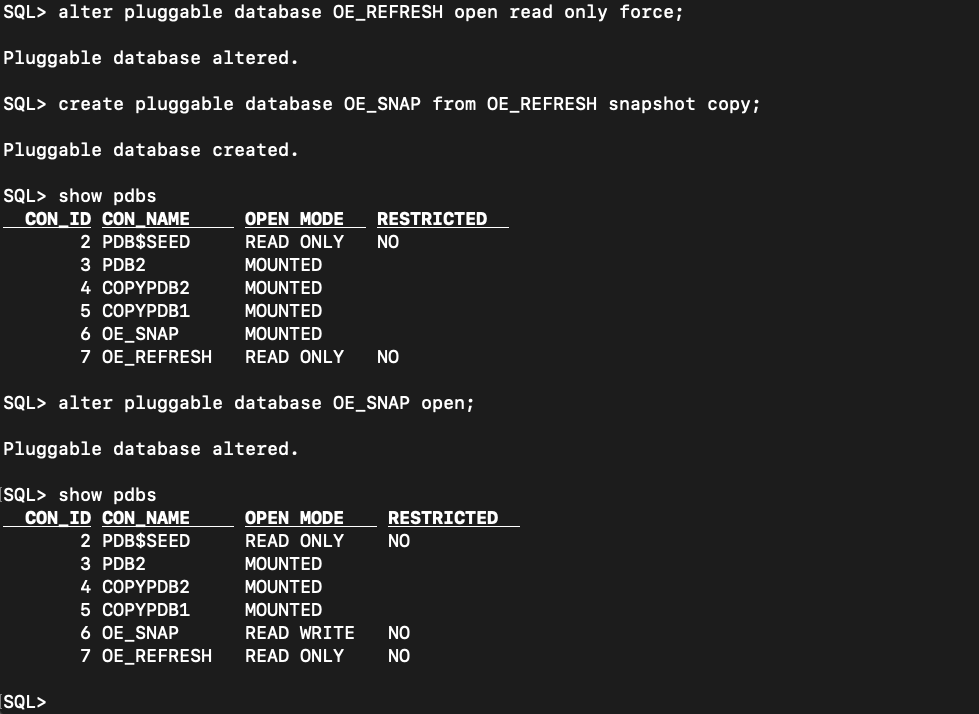 SQL> alter pluggable database OE_REFRESH open read only force;
Pluggable database altered.
SQL> create pluggable database OE_SNAP from OE_REFRESH snapshot copy;
Pluggable database created.
SQL> show pdbs
CON_ID CON_NAME OPEN MODE RESTRICTED
2 PDB$SEED READ ONLY NO
3 PDB2 MOUNTED
4 COPYPDB2 MOUNTED
5 COPYPDB1 MOUNTED
6 OE_SNAP MOUNTED
7 OE_REFRESH READ ONLY NO
SQL> alter pluggable database OE_SNAP open;
Pluggable database altered.
SQL> show pdbs
CON_ID CON_NAME OPEN MODE RESTRICTED
2 PDB$SEED READ ONLY NO
3 PDB2 MOUNTED
4 COPYPDB2 MOUNTED
5 COPYPDB1 MOUNTED
6 OE_SNAP READ WRITE NO
7 OE_REFRESH READ ONLY NO
SQL>